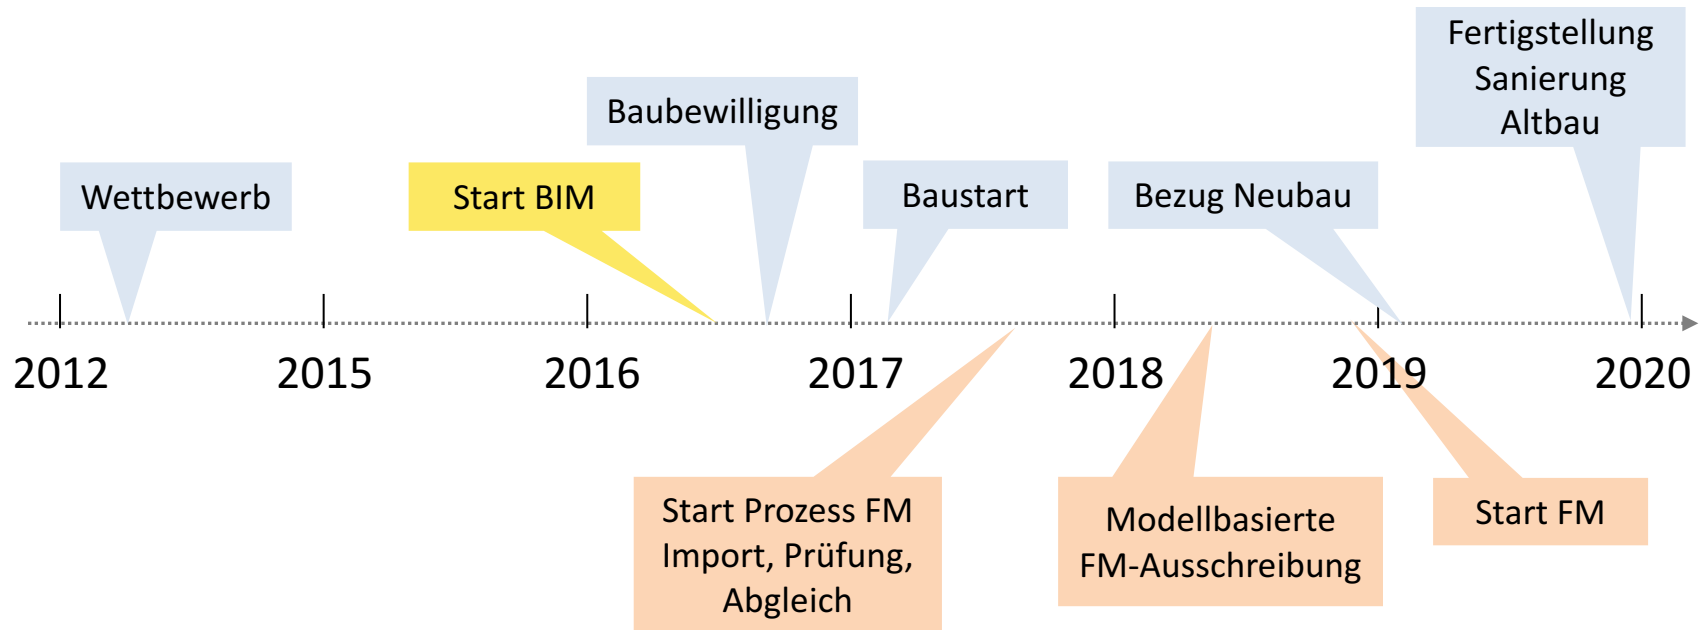 Fertigstellung
Sanierung
Altbau
Baubewilligung
Wettbewerb
Start BIM
Baustart
Bezug Neubau
2012
2015
2016
2017
2018
2019
2020
Start Prozess FM
Import, Prüfung,
Abgleich
Modellbasierte
FM-Ausschreibung
Start FM